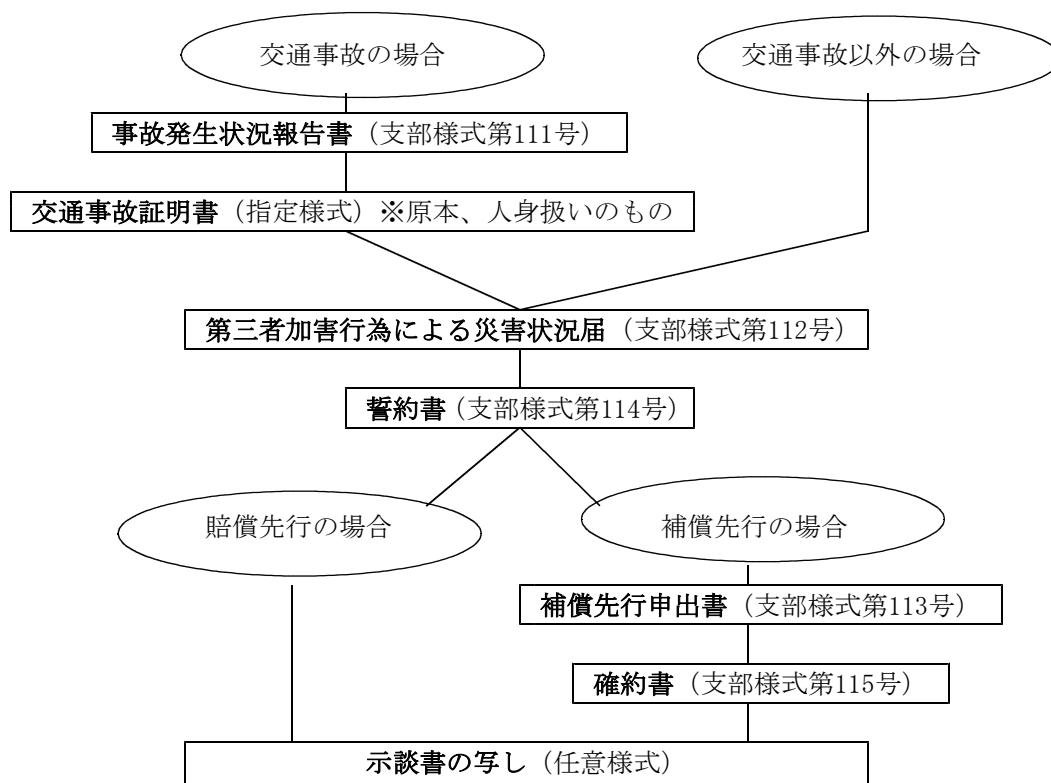 交通事故の場合
交通事故以外の場合
事故発生状況報告書（支部様式第111号）
交通事故証明書（指定様式）※原本、人身扱いのもの
第三者加害行為による災害状況届（支部様式第112号）
誓約書（支部様式第114号）
賠償先行の場合
補償先行の場合
補償先行申出書（支部様式第113号）
確約書（支部様式第115号）
示談書の写し（任意様式）